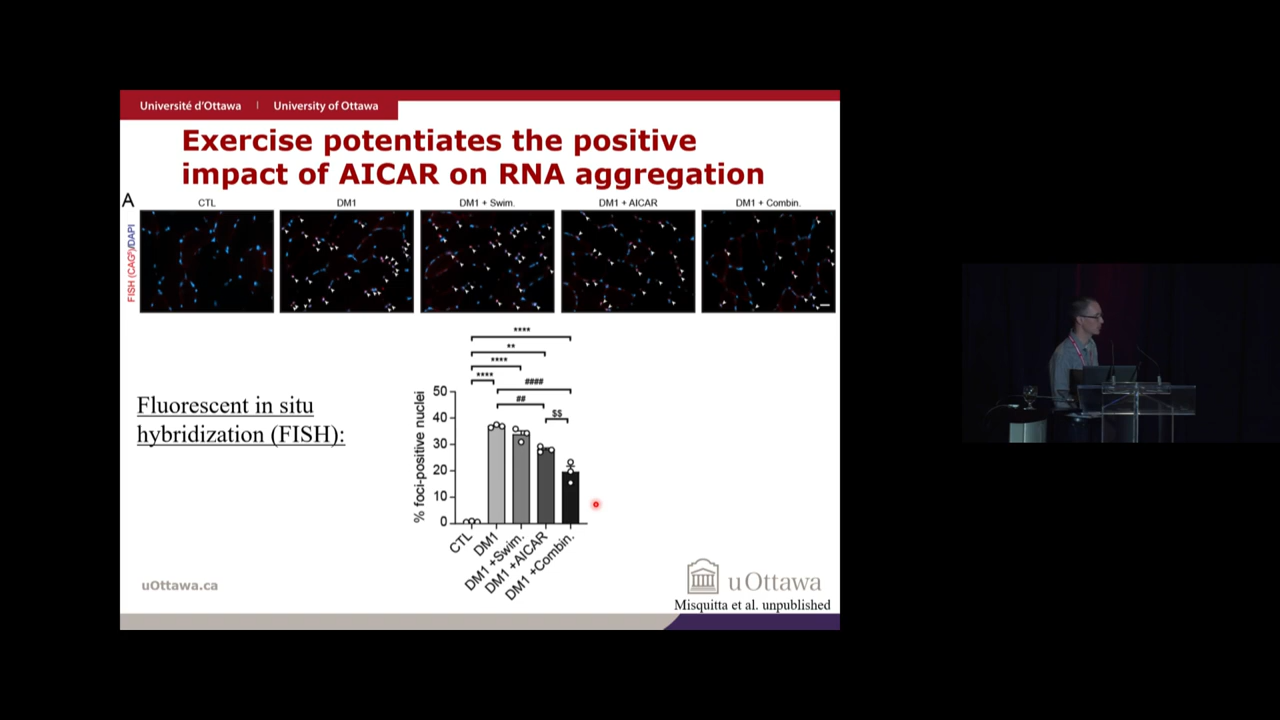 Université d'Ottawa | University of Ottawa
Exercise potentiates the positive
impact of AICAR on RNA aggregation
A
CTL
DM1
DM1 + Swim.
DM1 + AICAR
DM1 + Combin.
FISH (CAG⁵)/DAPI
****
**
****
****
####
##
$$
Fluorescent in situ
hybridization (FISH):
% foci-positive nuclei
50
40
30
20
10
0
CTL
DM1
DM1 +Swim.
DM1 +AICAR
DM1 +Combin.
uOttawa.ca
uOttawa
Misquitta et al. unpublished